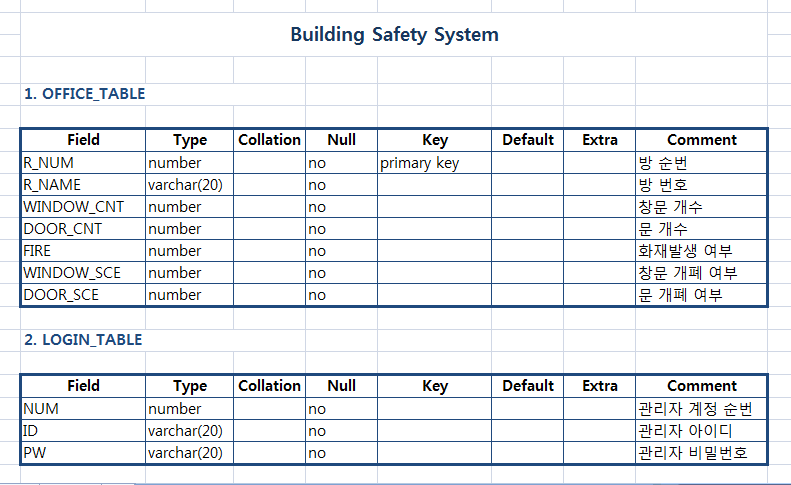 Building Safety System
1. OFFICE_TABLE
Field Type Collation Null Key Default Extra Comment
R_NUM number no primary key 방 순번
R_NAME varchar(20) no 방 번호
WINDOW_CNT number no 창문 개수
DOOR_CNT number no 문 개수
FIRE number no 화재발생 여부
WINDOW_SCE number no 창문 개폐 여부
DOOR_SCE number no 문 개폐 여부
2. LOGIN_TABLE
Field Type Collation Null Key Default Extra Comment
NUM number no 관리자 계정 순번
ID varchar(20) no 관리자 아이디
PW varchar(20) no 관리자 비밀번호